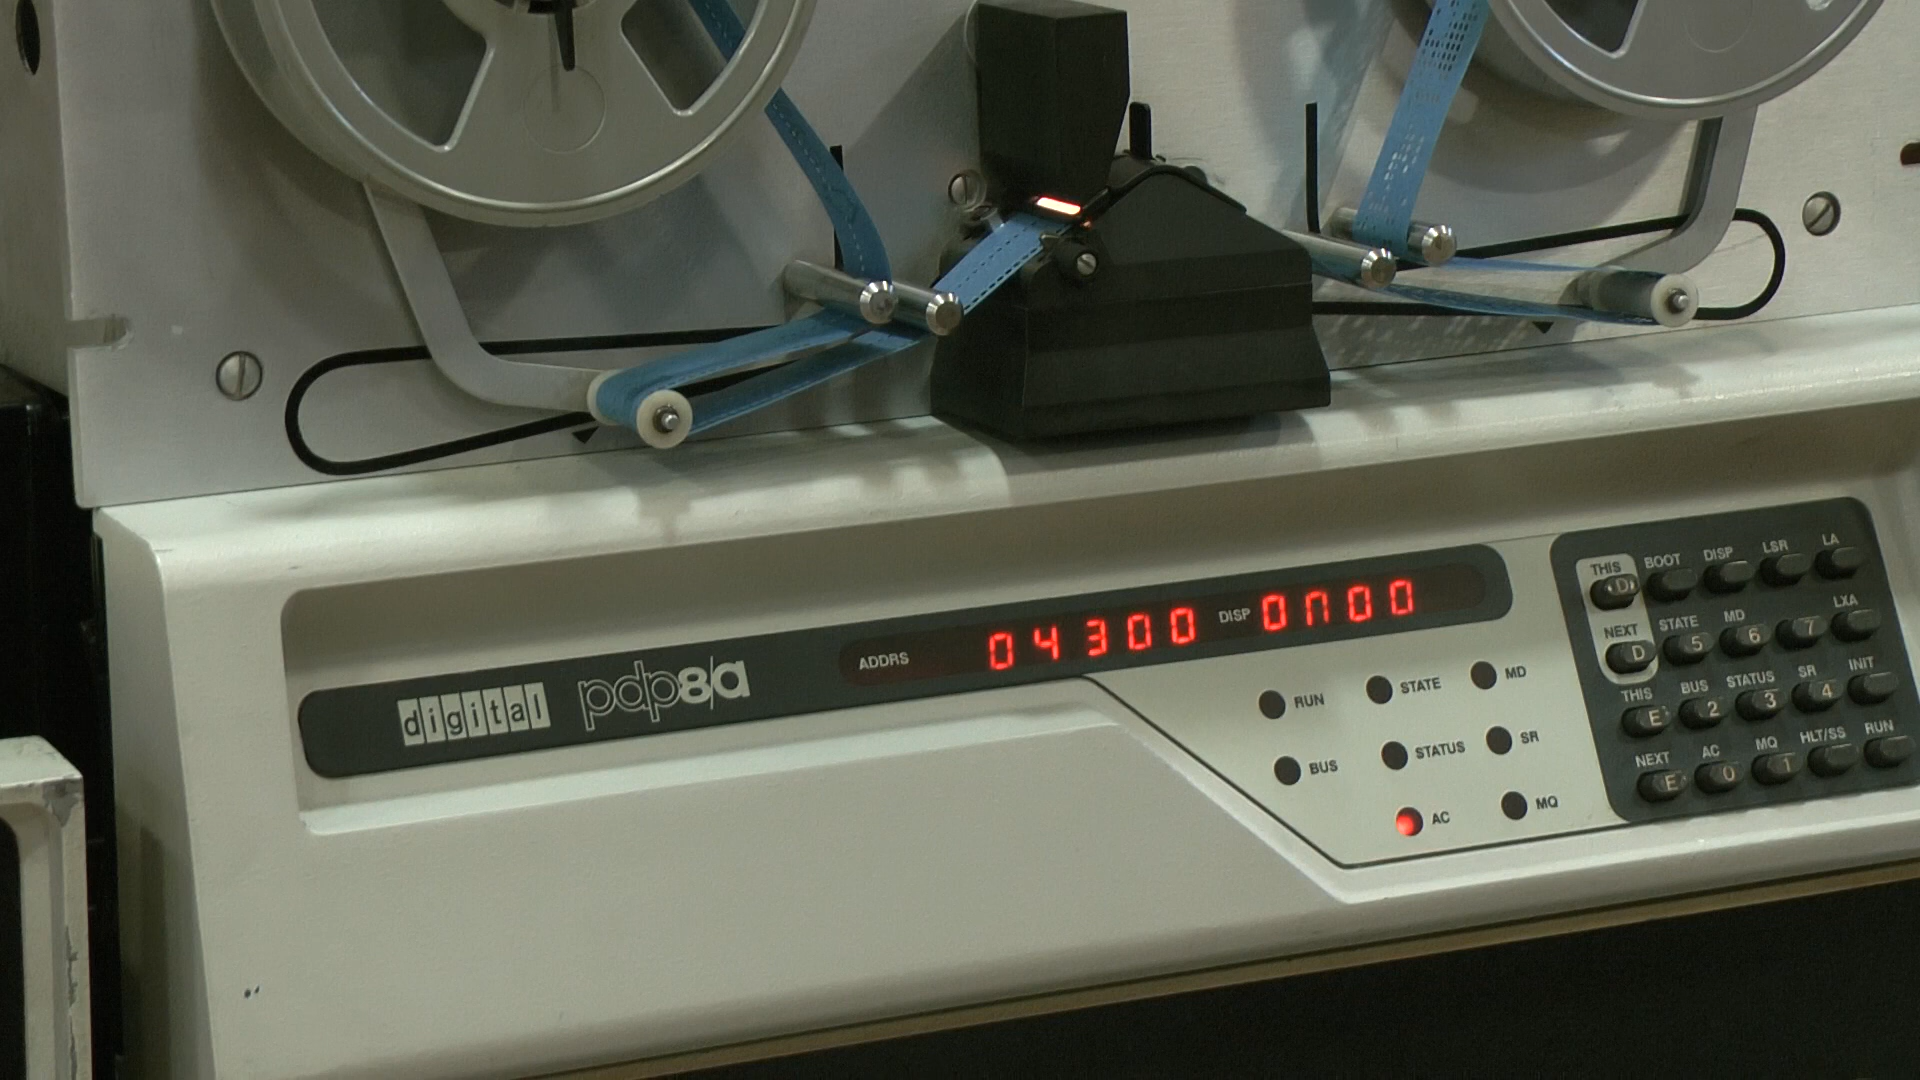 digital pdp8/a
ADDRS 04300 DISP 0700
RUN STATE MD
BUS STATUS SR
AC MQ
THIS D BOOT DISP LSR LA
NEXT D STATE 5 MD 6 7 LXA
THIS E BUS 2 STATUS 3 SR 4 INIT
NEXT E AC 0 MQ 1 HLT/SS RUN